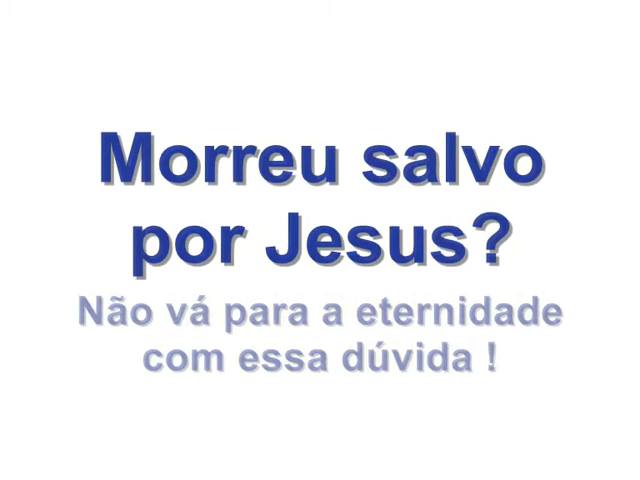 Morreu salvo
por Jesus?
Não vá para a eternidade
com essa dúvida !